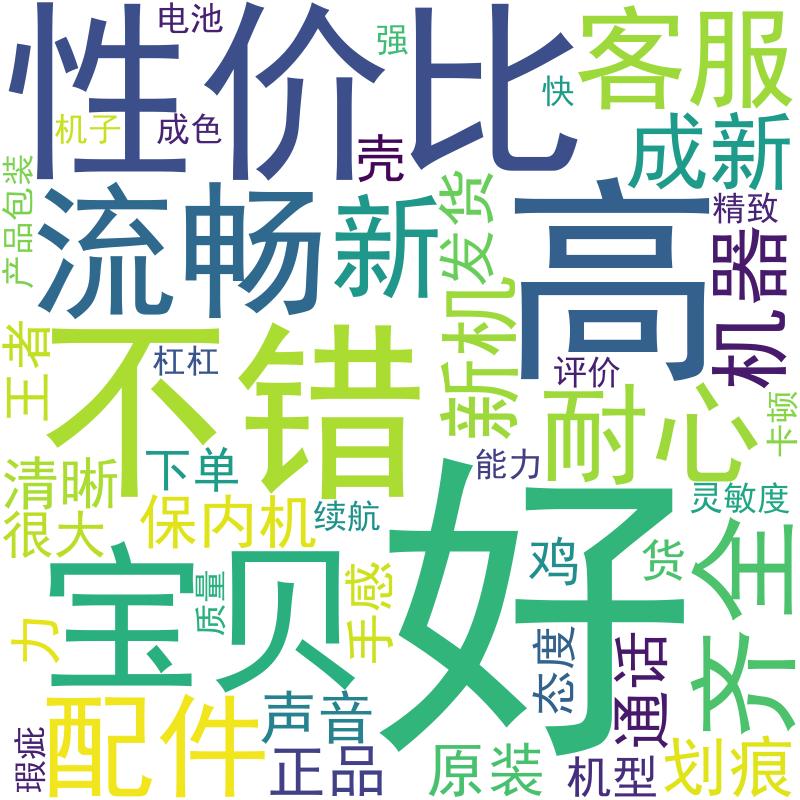 电池
强
客服
性价比
快
机子
成色
壳
成新
产品包装
流畅
新
发货
高
精致
机器
王者
不错
杠杠
新机
评价
耐心
卡顿
清晰
下单
能力
灵敏度
很大
保内机
续航
好
鸡
货
齐全
宝贝
质量
手感
力
态度
通话
配件
声音
瑕疵
正品
原装
机型
划痕